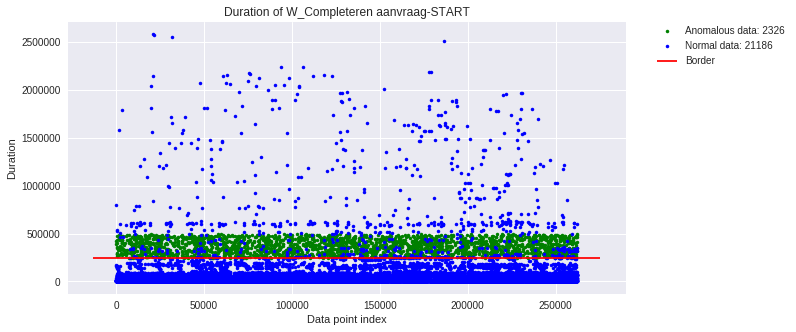 Duration of W_Completeren aanvraag-START
Anomalous data: 2326
Normal data: 21186
Border
Duration
2500000
2000000
1500000
1000000
500000
0
0 50000 100000 150000 200000 250000
Data point index